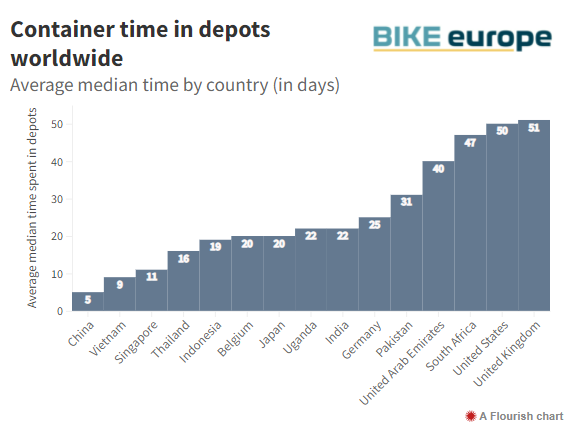 Container time in depots
worldwide
BIKE europe
Average median time by country (in days)
Average median time spent in depots
50
40
30
20
10
0
5
9
11
16
19
20
20
22
22
25
31
40
47
50
51
China
Vietnam
Singapore
Thailand
Indonesia
Belgium
Japan
Uganda
India
Germany
Pakistan
United Arab Emirates
South Africa
United States
United Kingdom
A Flourish chart